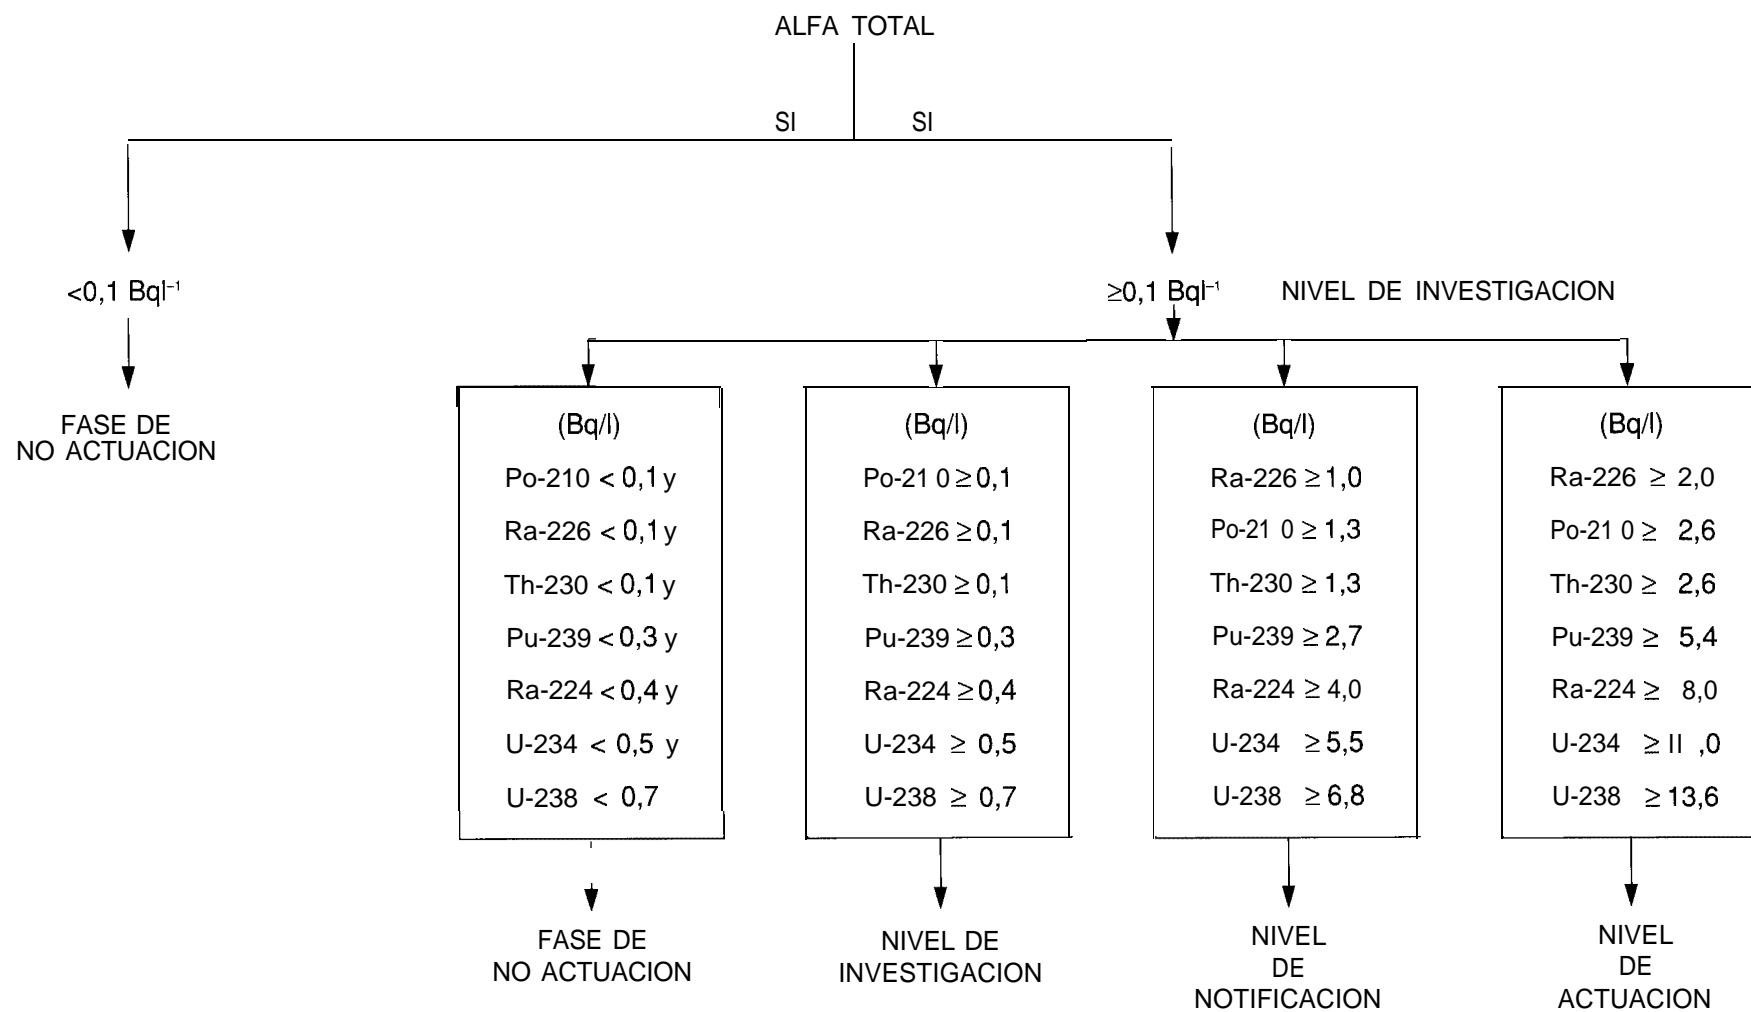 ALFA TOTAL
SI SI
<0,1 Bql⁻¹
≥0,1 Bql⁻¹ NIVEL DE INVESTIGACION
FASE DE
NO ACTUACION
(Bq/l)
Po-210 < 0,1 y
Ra-226 < 0,1 y
Th-230 < 0,1 y
Pu-239 < 0,3 y
Ra-224 < 0,4 y
U-234 < 0,5 y
U-238 < 0,7
FASE DE
NO ACTUACION
(Bq/l)
Po-21 0 ≥ 0,1
Ra-226 ≥ 0,1
Th-230 ≥ 0,1
Pu-239 ≥ 0,3
Ra-224 ≥ 0,4
U-234 ≥ 0,5
U-238 ≥ 0,7
NIVEL DE
INVESTIGACION
(Bq/l)
Ra-226 ≥ 1,0
Po-21 0 ≥ 1,3
Th-230 ≥ 1,3
Pu-239 ≥ 2,7
Ra-224 ≥ 4,0
U-234 ≥ 5,5
U-238 ≥ 6,8
NIVEL
DE
NOTIFICACION
(Bq/l)
Ra-226 ≥ 2,0
Po-21 0 ≥ 2,6
Th-230 ≥ 2,6
Pu-239 ≥ 5,4
Ra-224 ≥ 8,0
U-234 ≥ II ,0
U-238 ≥ 13,6
NIVEL
DE
ACTUACION